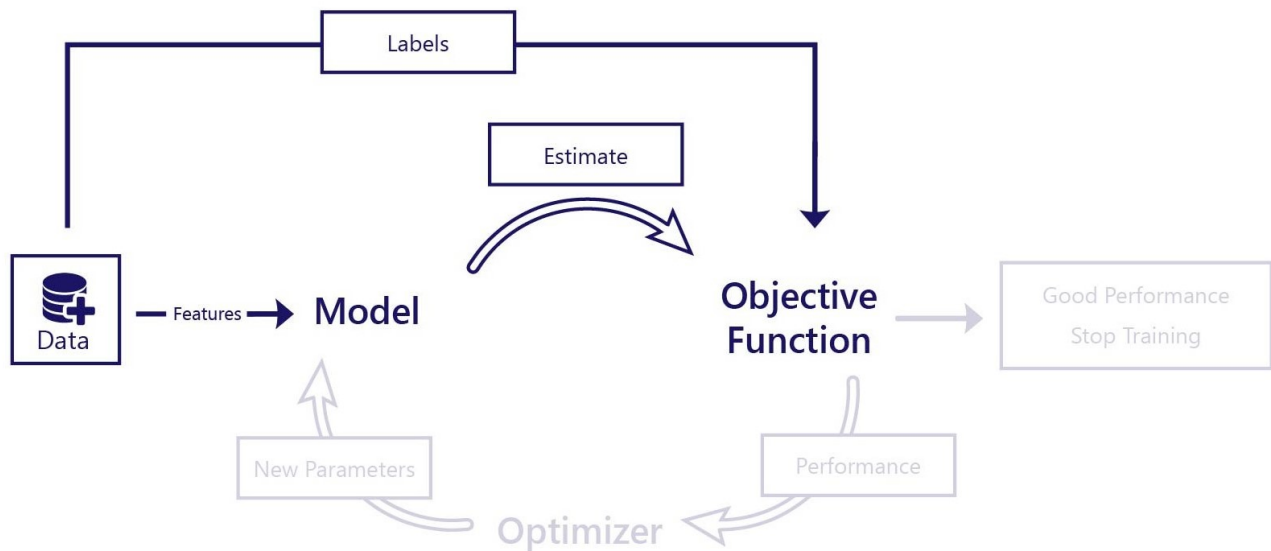 Labels
Estimate
Data
Features
Model
Objective
Function
Good Performance
Stop Training
New Parameters
Performance
Optimizer